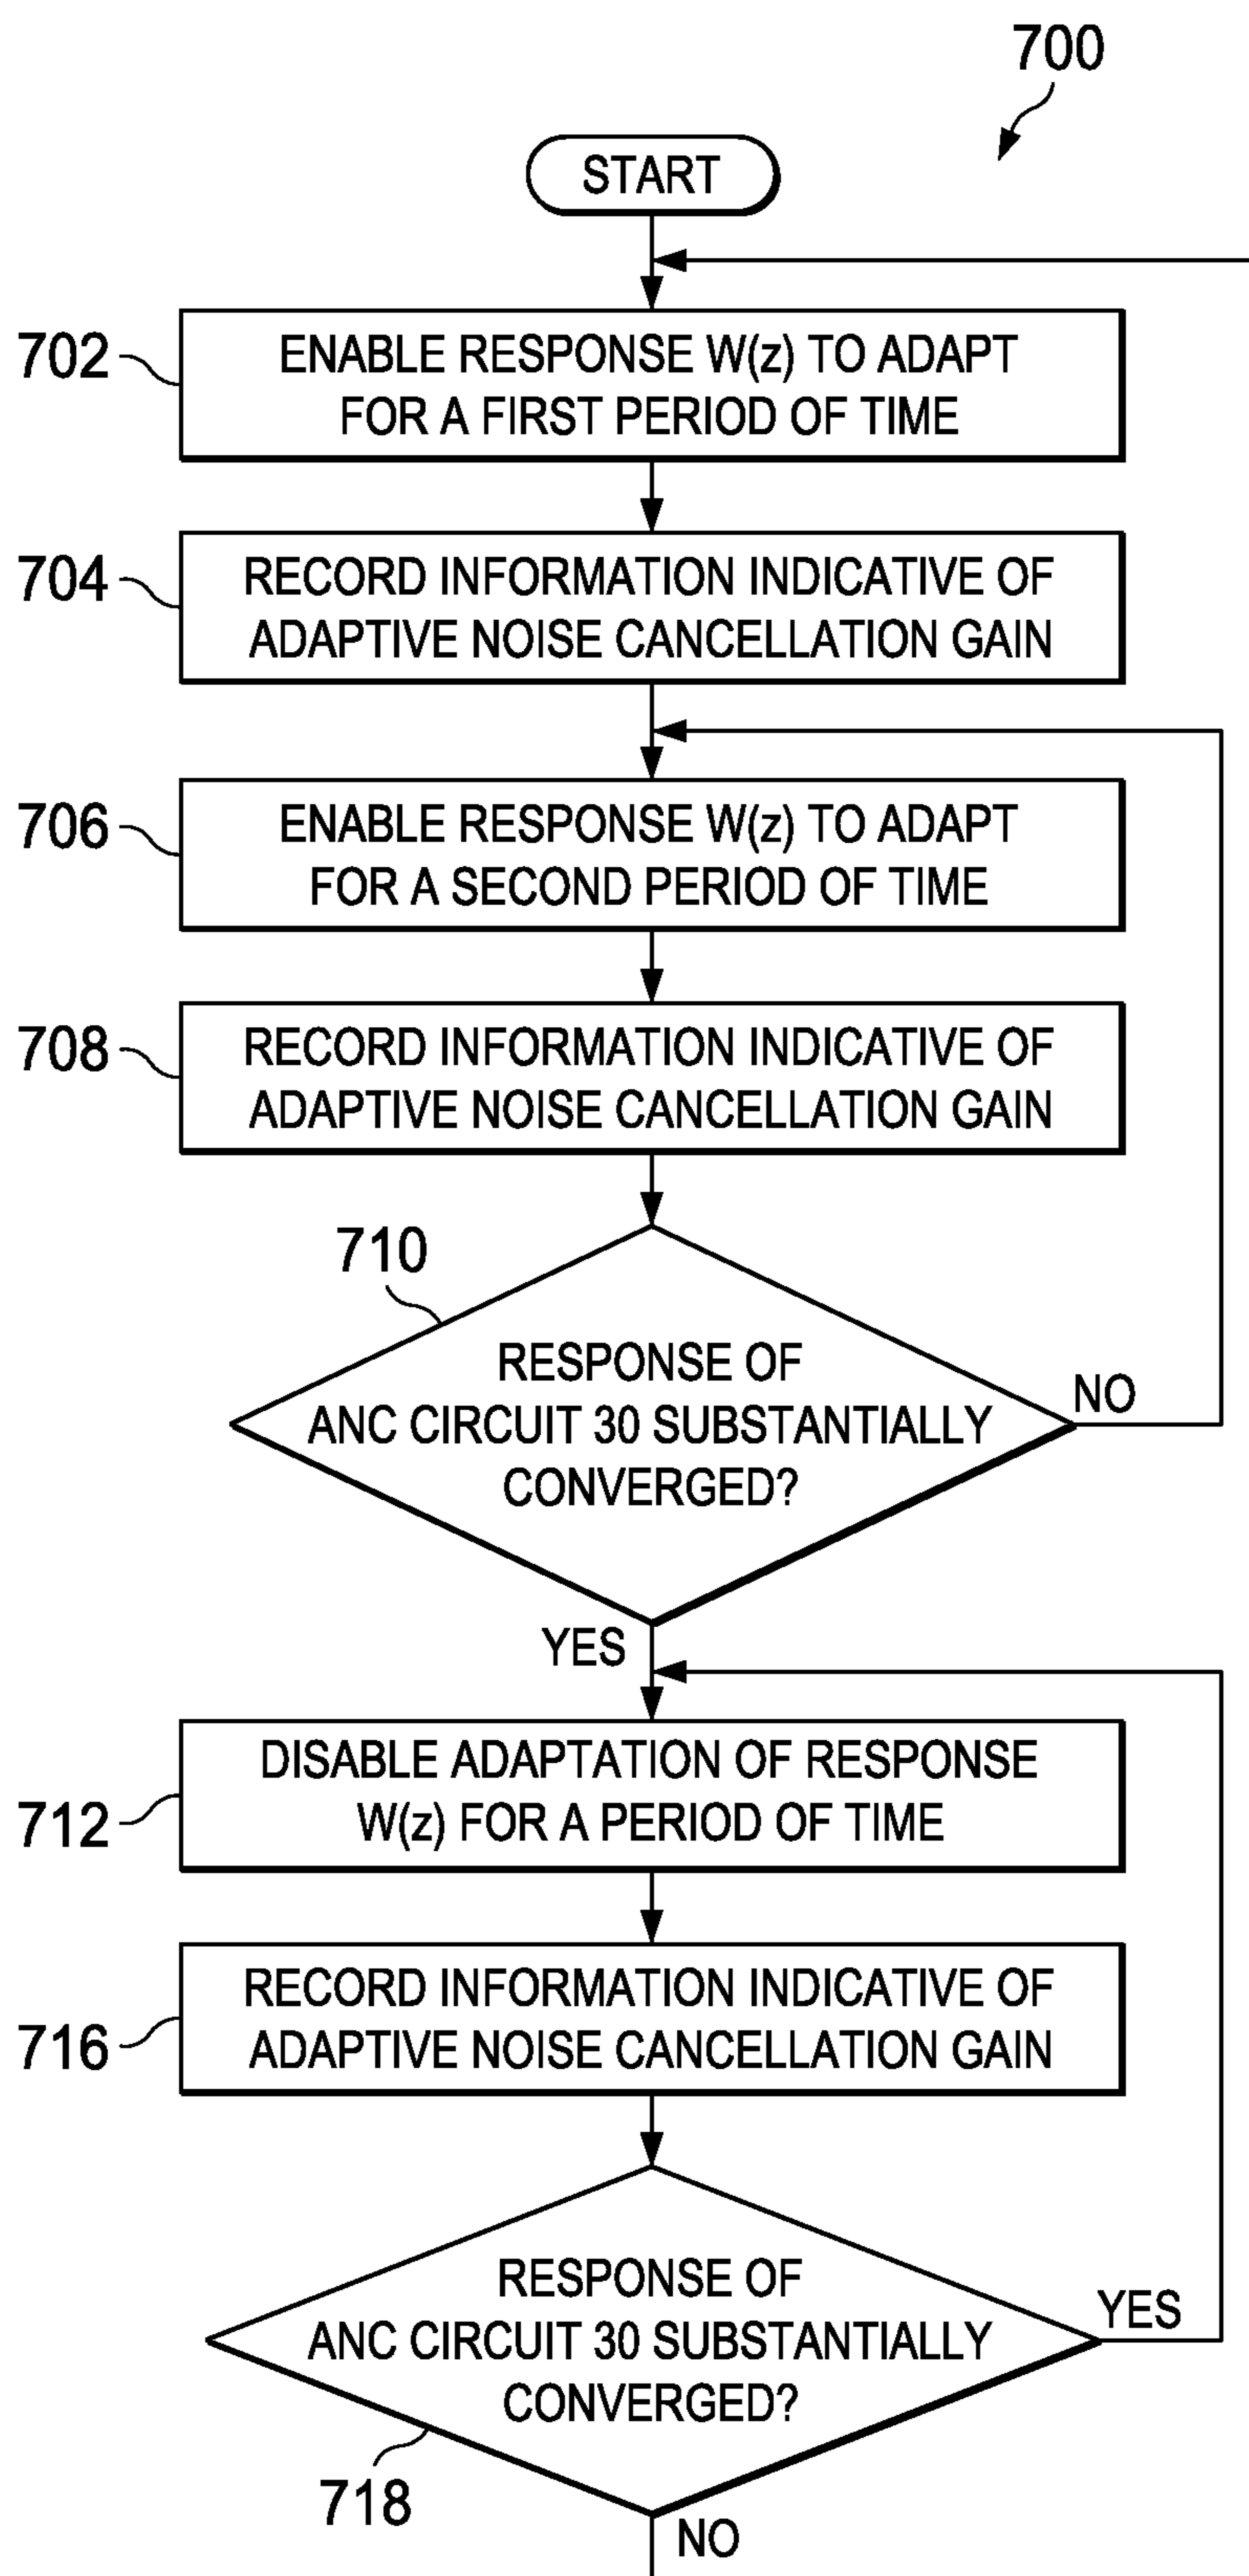 700
START
702
ENABLE RESPONSE W(z) TO ADAPT
FOR A FIRST PERIOD OF TIME
704
RECORD INFORMATION INDICATIVE OF
ADAPTIVE NOISE CANCELLATION GAIN
706
ENABLE RESPONSE W(z) TO ADAPT
FOR A SECOND PERIOD OF TIME
708
RECORD INFORMATION INDICATIVE OF
ADAPTIVE NOISE CANCELLATION GAIN
710
RESPONSE OF
ANC CIRCUIT 30 SUBSTANTIALLY
CONVERGED?
NO
YES
712
DISABLE ADAPTATION OF RESPONSE
W(z) FOR A PERIOD OF TIME
716
RECORD INFORMATION INDICATIVE OF
ADAPTIVE NOISE CANCELLATION GAIN
RESPONSE OF
ANC CIRCUIT 30 SUBSTANTIALLY
CONVERGED?
YES
718
NO